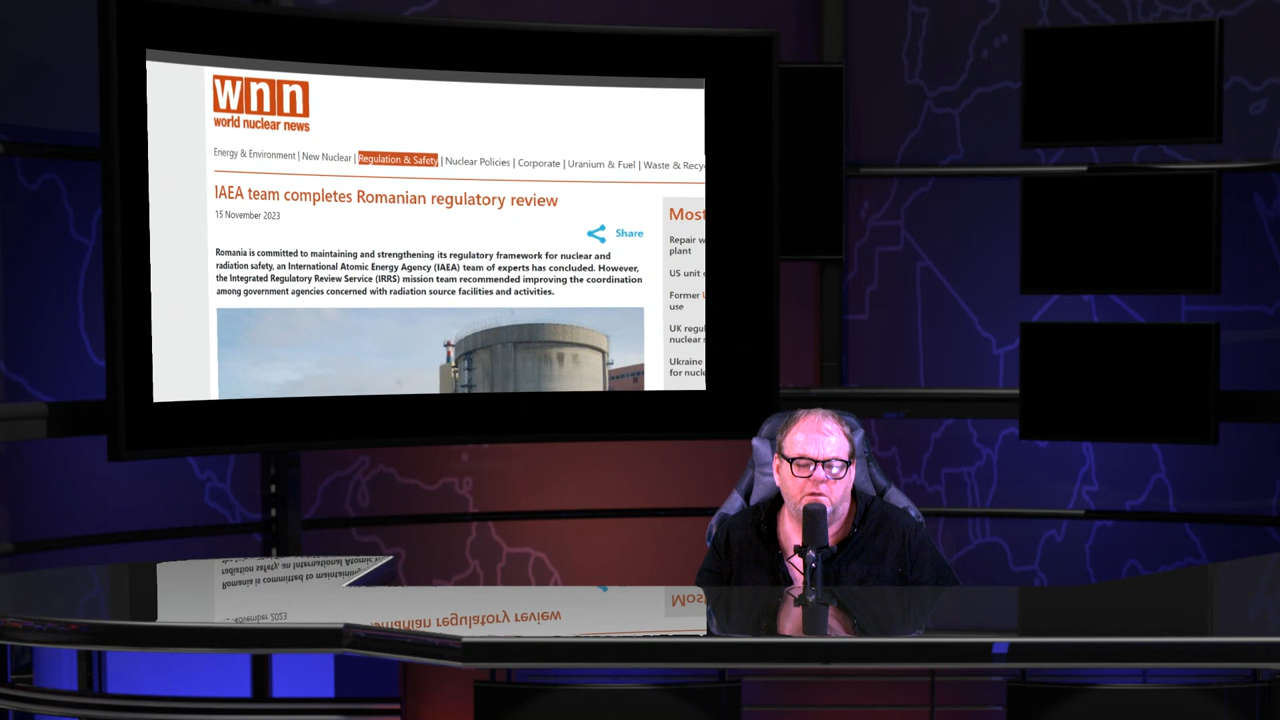 wnn
world nuclear news
Energy & Environment | New Nuclear | Regulation & Safety | Nuclear Policies | Corporate | Uranium & Fuel | Waste & Recy
IAEA team completes Romanian regulatory review
15 November 2023
Share
Romania is committed to maintaining and strengthening its regulatory framework for nuclear and
radiation safety, an International Atomic Energy Agency (IAEA) team of experts has concluded. However,
the Integrated Regulatory Review Service (IRRS) mission team recommended improving the coordination
among government agencies concerned with radiation source facilities and activities.
Most
Repair w
plant
US unit
Former
use
UK regul
nuclear
Ukraine
for nucle